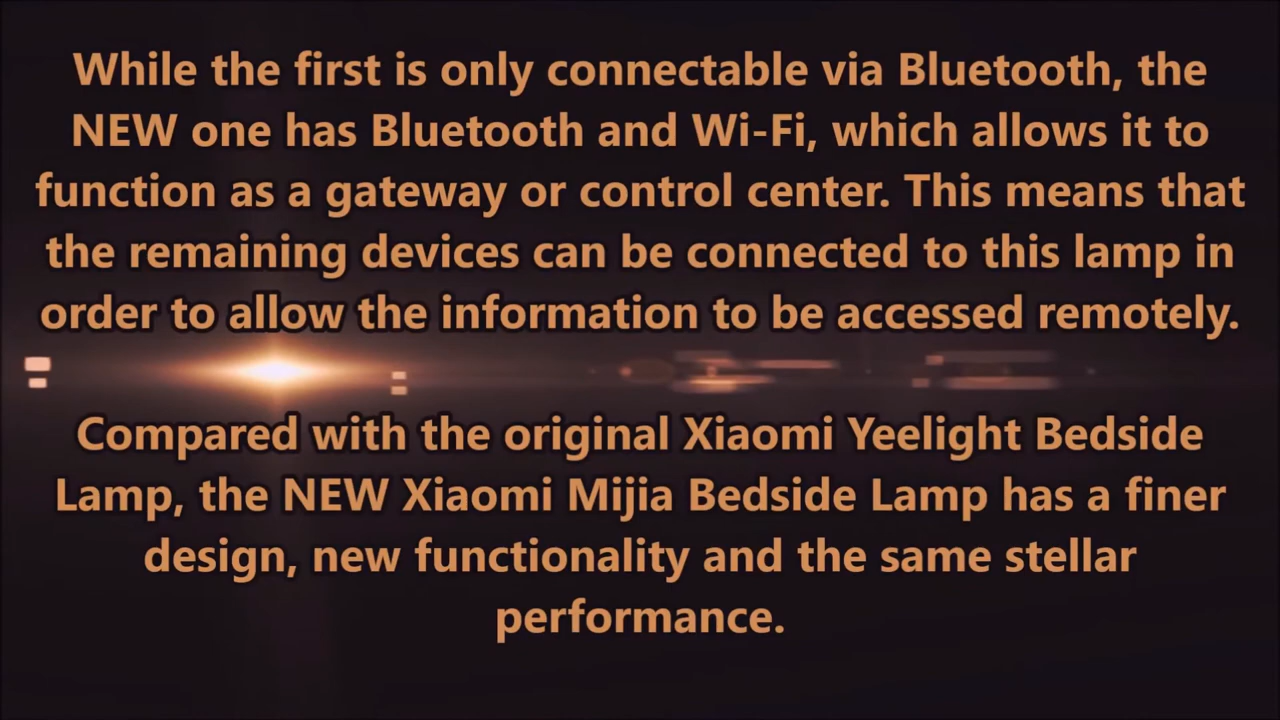 While the first is only connectable via Bluetooth, the
NEW one has Bluetooth and Wi-Fi, which allows it to
function as a gateway or control center. This means that
the remaining devices can be connected to this lamp in
order to allow the information to be accessed remotely.
Compared with the original Xiaomi Yeelight Bedside
Lamp, the NEW Xiaomi Mijia Bedside Lamp has a finer
design, new functionality and the same stellar
performance.